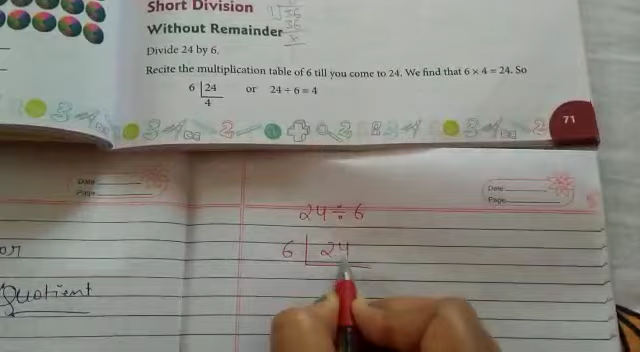 Short Division
Without Remainder
Divide 24 by 6.
Recite the multiplication table of 6 till you come to 24. We find that 6 × 4 = 24. So
6 24 or 24 ÷ 6 = 4
4
71
Date
Page
Date
Page
24 ÷ 6
6 24
or
Quotient